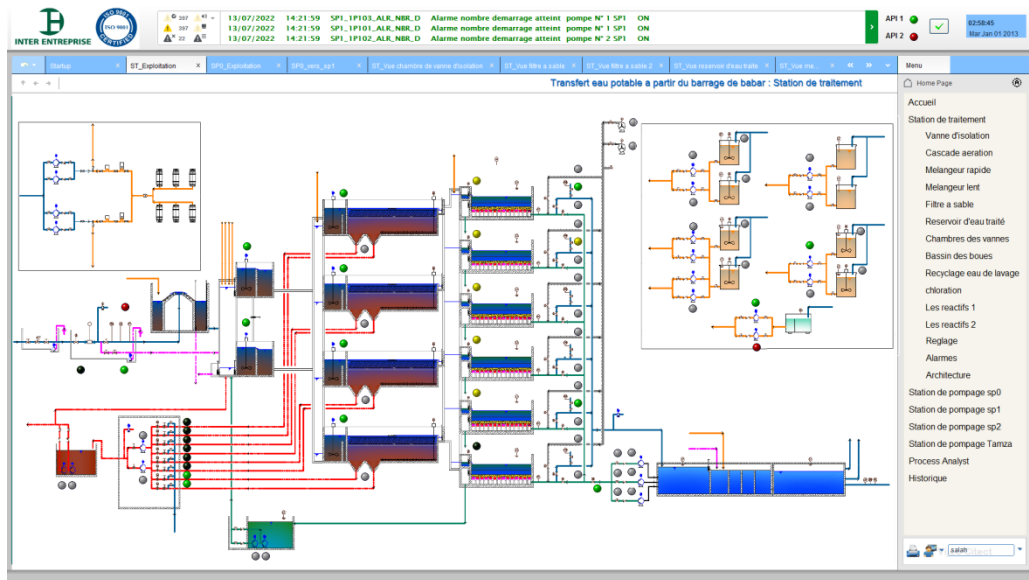 INTER ENTREPRISE
ISO 9001
CERTIFIED
13/07/2022 14:21:59 SP1_1P103_ALR_NBR_D Alarme nombre demarrage atteint pompe N° 1 SP1 ON
13/07/2022 14:21:59 SP1_1P101_ALR_NBR_D Alarme nombre demarrage atteint pompe N° 1 SP1 ON
13/07/2022 14:21:59 SP1_1P102_ALR_NBR_D Alarme nombre demarrage atteint pompe N° 2 SP1 ON
API 1
API 2
02:58:45
Mar Jan 01 2013
Startup
ST_Exploitation
SP0_Exploitation
SP0_vers_sp1
ST_Vue chambre de vanne d'isolation
ST_Vue filtre a sable
ST_Vue filtre a sable 2
ST_Vue reservoir d'eau traite
ST_Vue me...
Menu
Transfert eau potable a partir du barrage de babar : Station de traitement
Home Page
Accueil
Station de traitement
Vanne d'isolation
Cascade aeration
Melangeur rapide
Melangeur lent
Filtre a sable
Reservoir d'eau traité
Chambres des vannes
Bassin des boues
Recyclage eau de lavage
chloration
Les reactifs 1
Les reactifs 2
Reglage
Alarmes
Architecture
Station de pompage sp0
Station de pompage sp1
Station de pompage sp2
Station de pompage Tamza
Process Analyst
Historique
salah